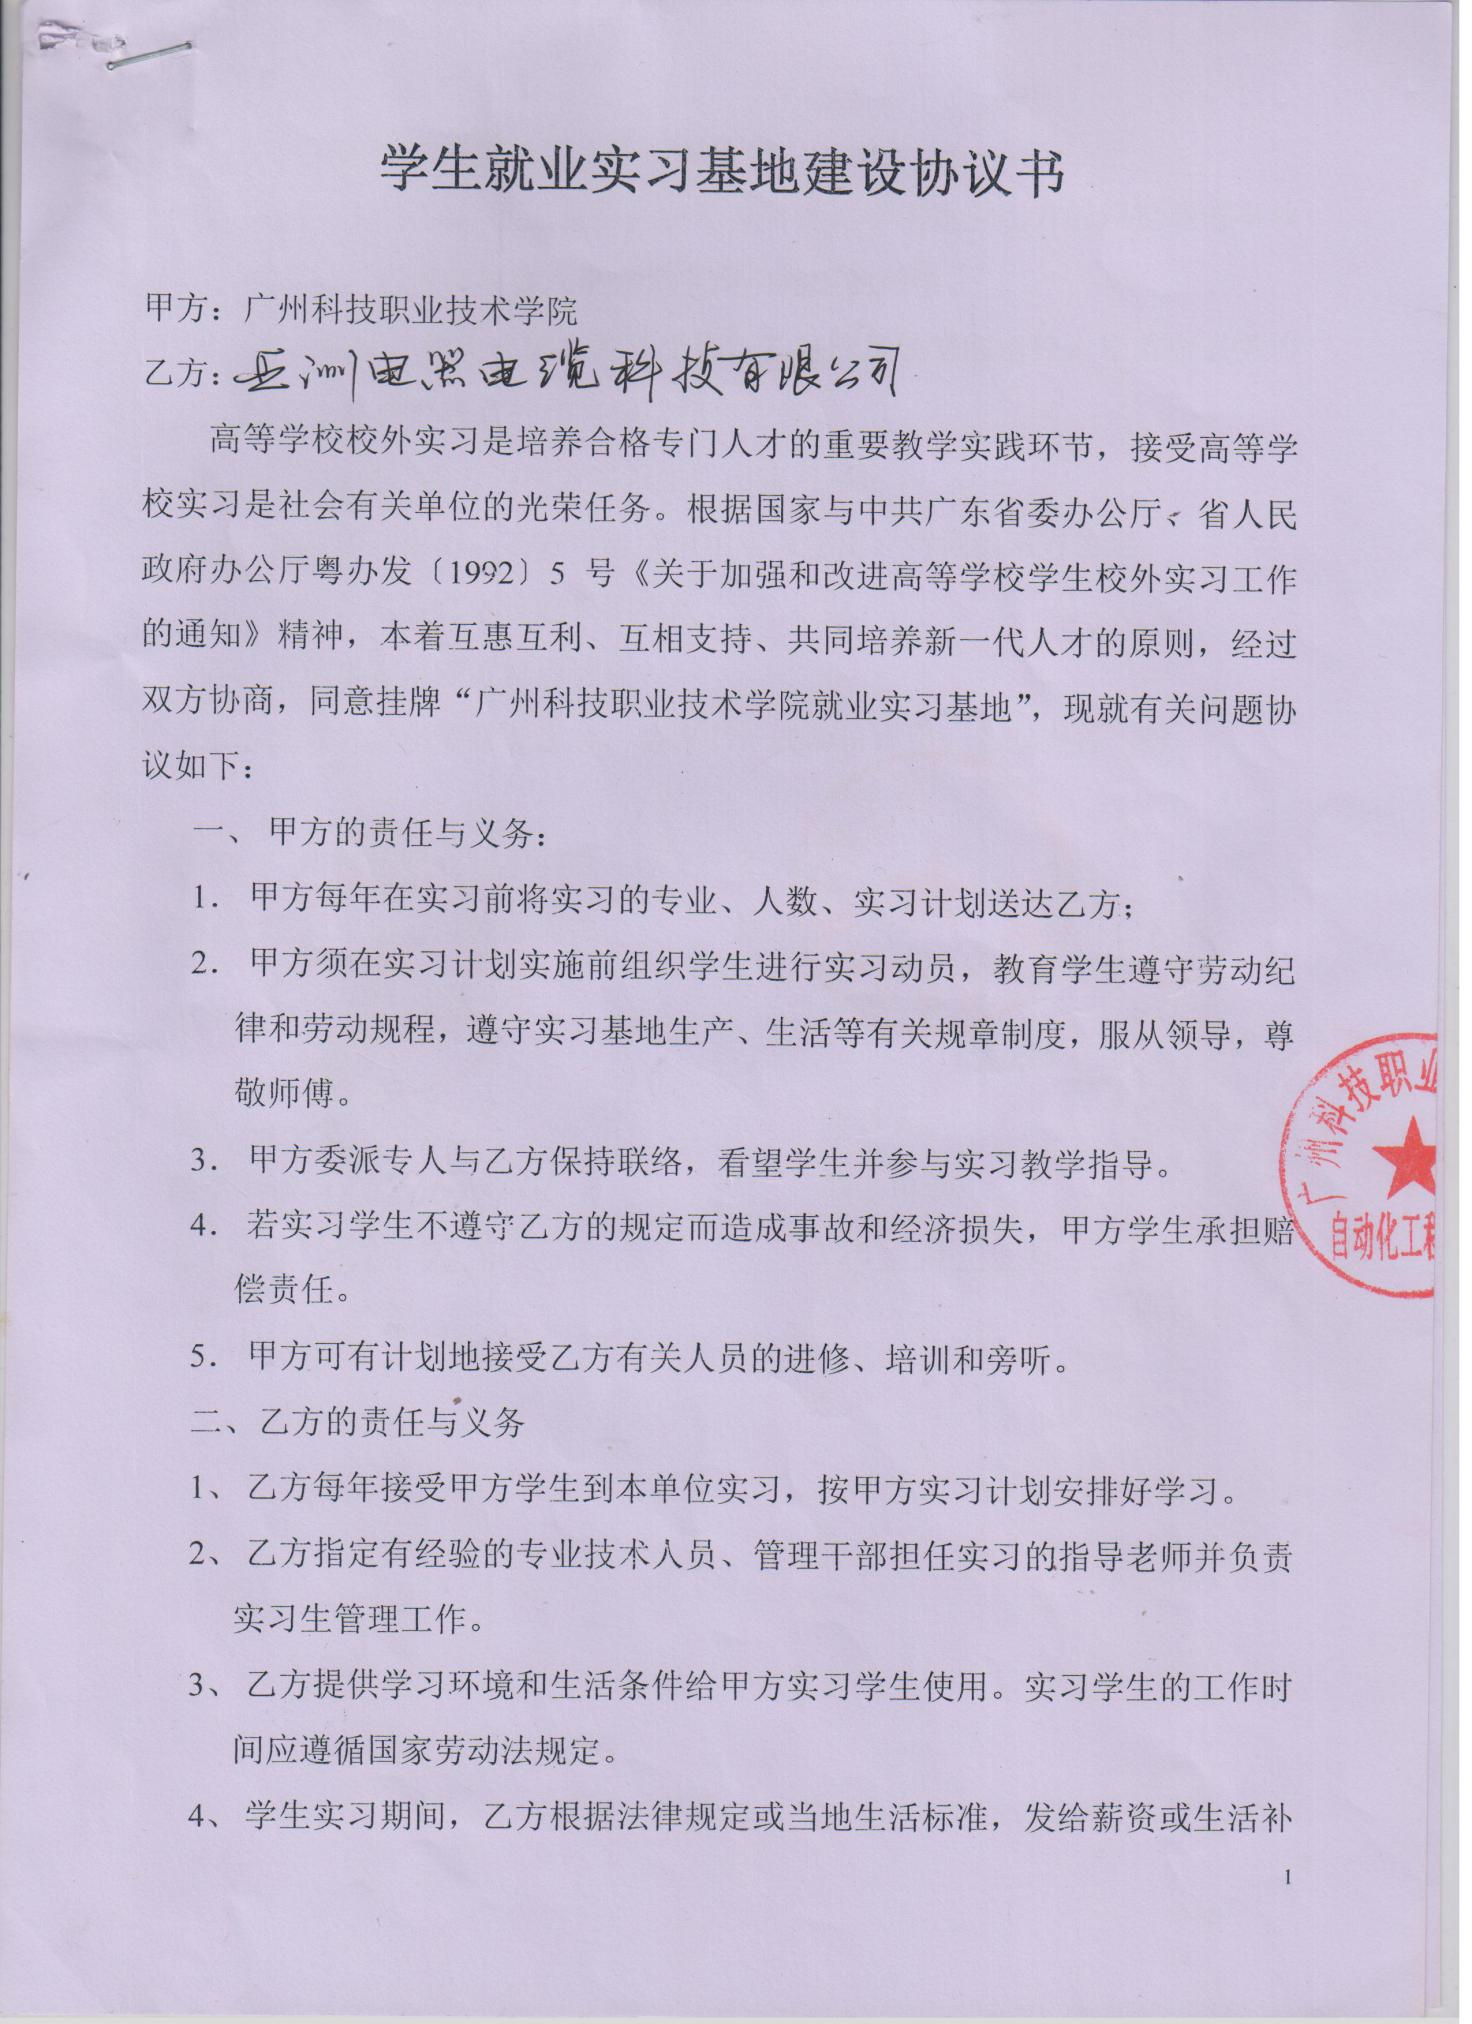 学生就业实习基地建设协议书
甲方：广州科技职业技术学院
乙方：亚洲电器电缆科技有限公司
高等学校校外实习是培养合格专门人才的重要教学实践环节，接受高等学
校实习是社会有关单位的光荣任务。根据国家与中共广东省委办公厅、省人民
政府办公厅粤办发〔1992〕5 号《关于加强和改进高等学校学生校外实习工作
的通知》精神，本着互惠互利、互相支持、共同培养新一代人才的原则，经过
双方协商，同意挂牌“广州科技职业技术学院就业实习基地”，现就有关问题协
议如下：
一、 甲方的责任与义务：
1. 甲方每年在实习前将实习的专业、人数、实习计划送达乙方；
2. 甲方须在实习计划实施前组织学生进行实习动员，教育学生遵守劳动纪
律和劳动规程，遵守实习基地生产、生活等有关规章制度，服从领导，尊
敬师傅。
3. 甲方委派专人与乙方保持联络，看望学生并参与实习教学指导。
4. 若实习学生不遵守乙方的规定而造成事故和经济损失，甲方学生承担赔
偿责任。
5. 甲方可有计划地接受乙方有关人员的进修、培训和旁听。
二、乙方的责任与义务
1、 乙方每年接受甲方学生到本单位实习，按甲方实习计划安排好学习。
2、 乙方指定有经验的专业技术人员、管理干部担任实习的指导老师并负责
实习生管理工作。
3、 乙方提供学习环境和生活条件给甲方实习学生使用。实习学生的工作时
间应遵循国家劳动法规定。
4、 学生实习期间，乙方根据法律规定或当地生活标准，发给薪资或生活补
1
广州科技职业
自动化工程